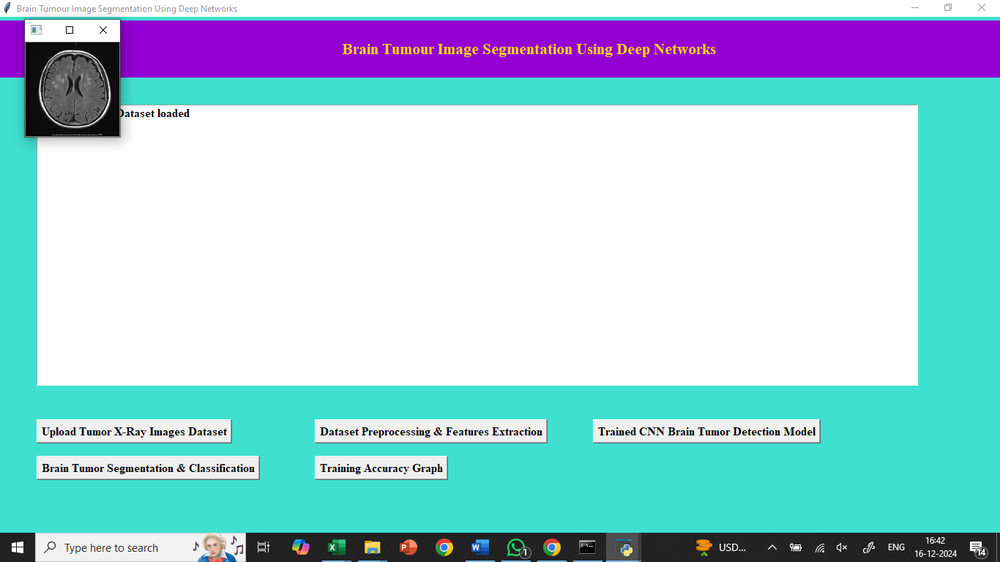 Brain Tumour Image Segmentation Using Deep Networks
Brain Tumour Image Segmentation Using Deep Networks
Dataset loaded
Upload Tumor X-Ray Images Dataset
Dataset Preprocessing & Features Extraction
Trained CNN Brain Tumor Detection Model
Brain Tumor Segmentation & Classification
Training Accuracy Graph
Type here to search
1
USD...
ENG
16:42
16-12-2024
14